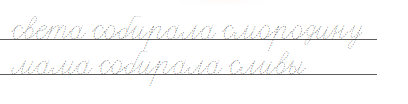 света собирала смородину
мама собирала сливы